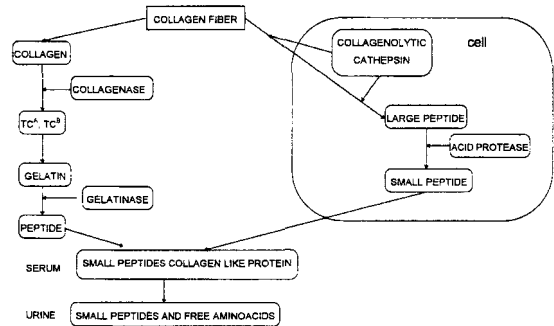 COLLAGEN FIBER
cell
COLLAGENOLYTIC
CATHEPSIN
COLLAGEN
COLLAGENASE
LARGE PEPTIDE
TCᴬ, TCᴮ
ACID PROTEASE
GELATIN
SMALL PEPTIDE
GELATINASE
PEPTIDE
SERUM
SMALL PEPTIDES COLLAGEN LIKE PROTEIN
URINE
SMALL PEPTIDES AND FREE AMINOACIDS